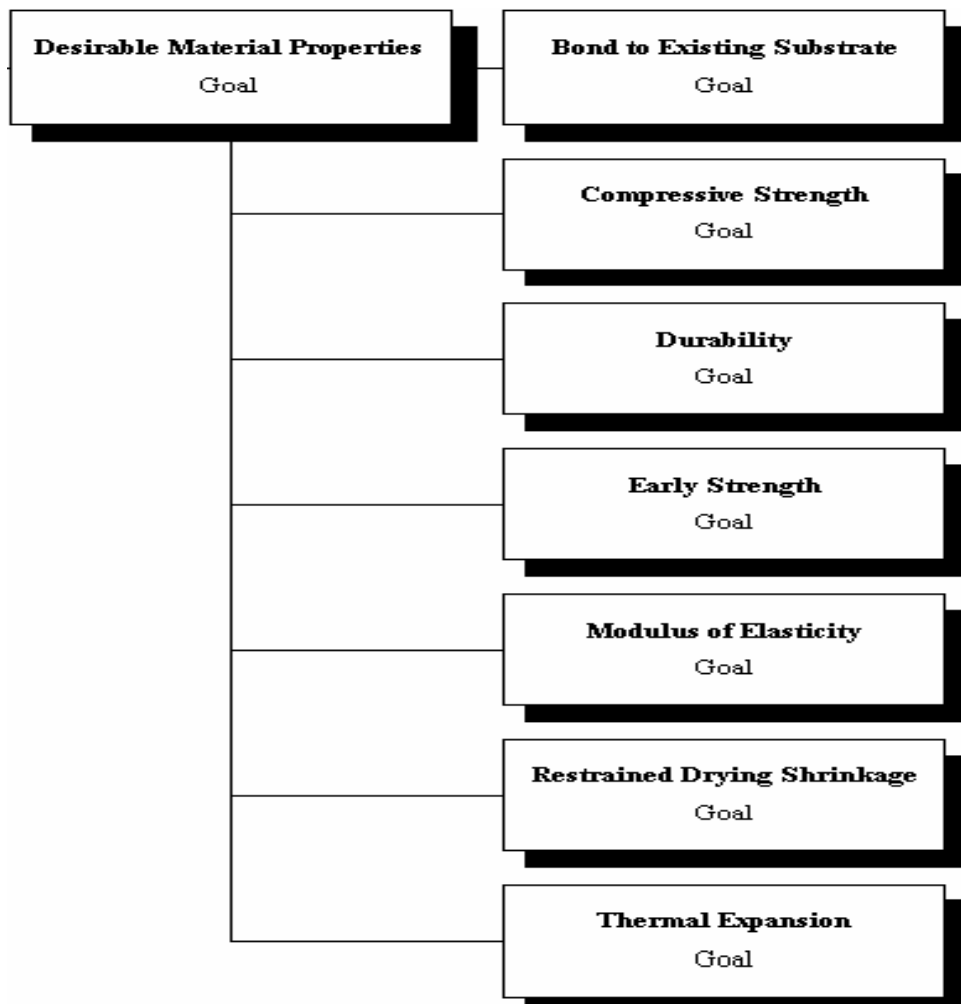 Desirable Material Properties
Goal
Bond to Existing Substrate
Goal
Compressive Strength
Goal
Durability
Goal
Early Strength
Goal
Modulus of Elasticity
Goal
Restrained Drying Shrinkage
Goal
Thermal Expansion
Goal